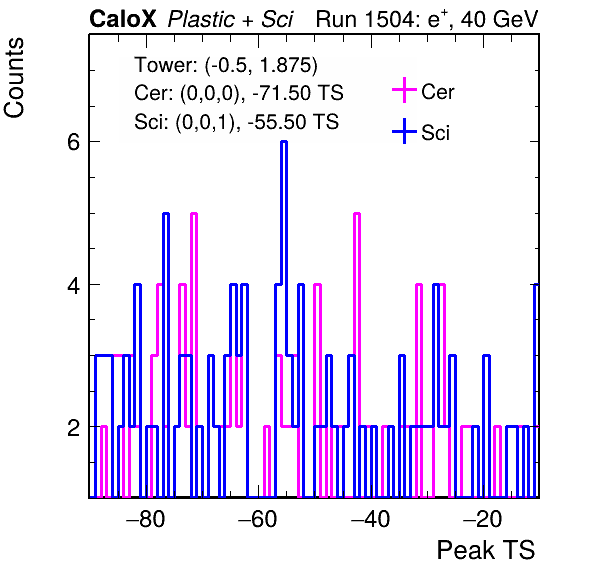 CaloX Plastic + Sci Run 1504: e⁺, 40 GeV
Counts
Tower: (-0.5, 1.875)
Cer: (0,0,0), -71.50 TS
Sci: (0,0,1), -55.50 TS
Cer
Sci
6
4
2
−80 −60 −40 −20
Peak TS